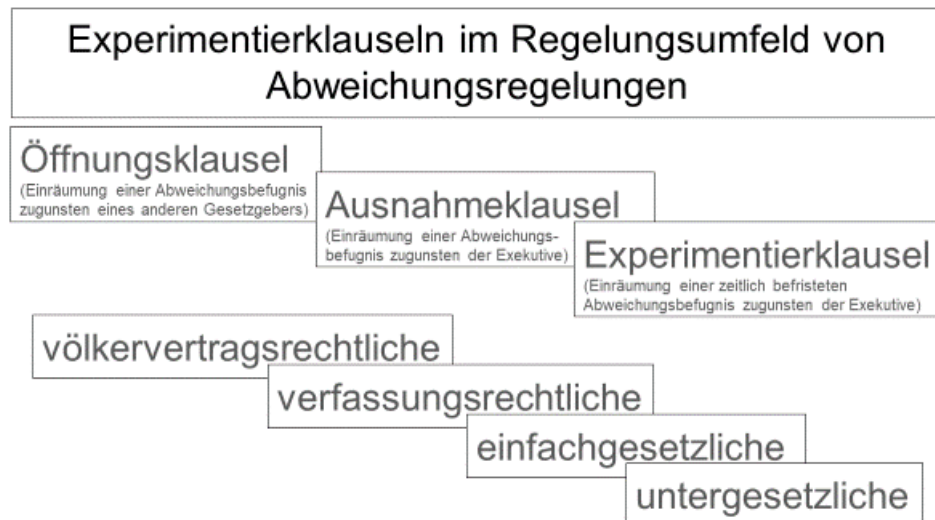 Experimentierklauseln im Regelungsumfeld von
Abweichungsregelungen
Öffnungsklausel
(Einräumung einer Abweichungsbefugnis
zugunsten eines anderen Gesetzgebers)
Ausnahmeklausel
(Einräumung einer Abweichungs-
befugnis zugunsten der Exekutive)
Experimentierklausel
(Einräumung einer zeitlich befristeten
Abweichungsbefugnis zugunsten der Exekutive)
völkervertragsrechtliche
verfassungsrechtliche
einfachgesetzliche
untergesetzliche